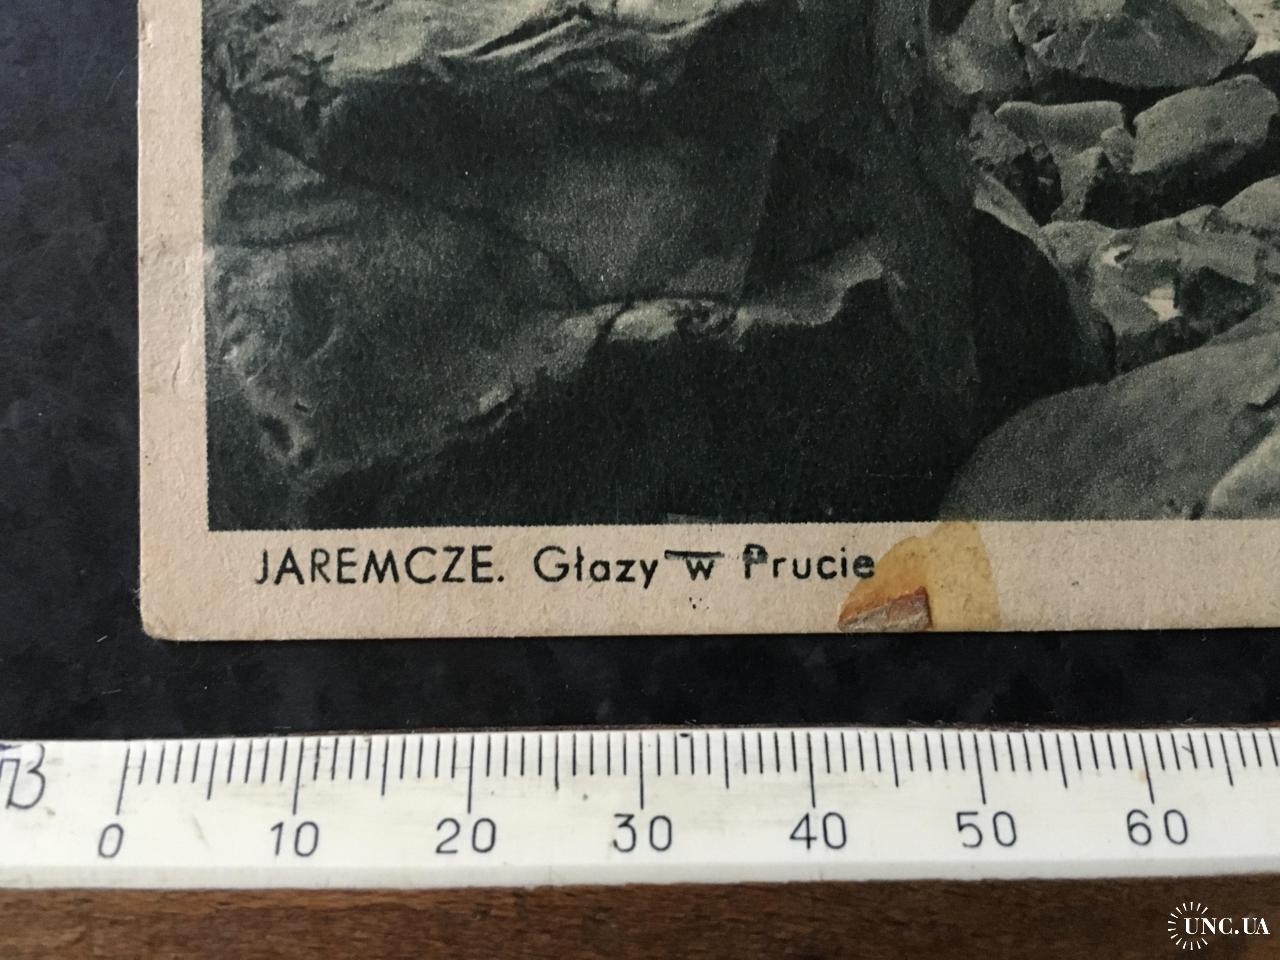 JAREMCZE. Głazy w Prucie
0 10 20 30 40 50 60
UNC.UA